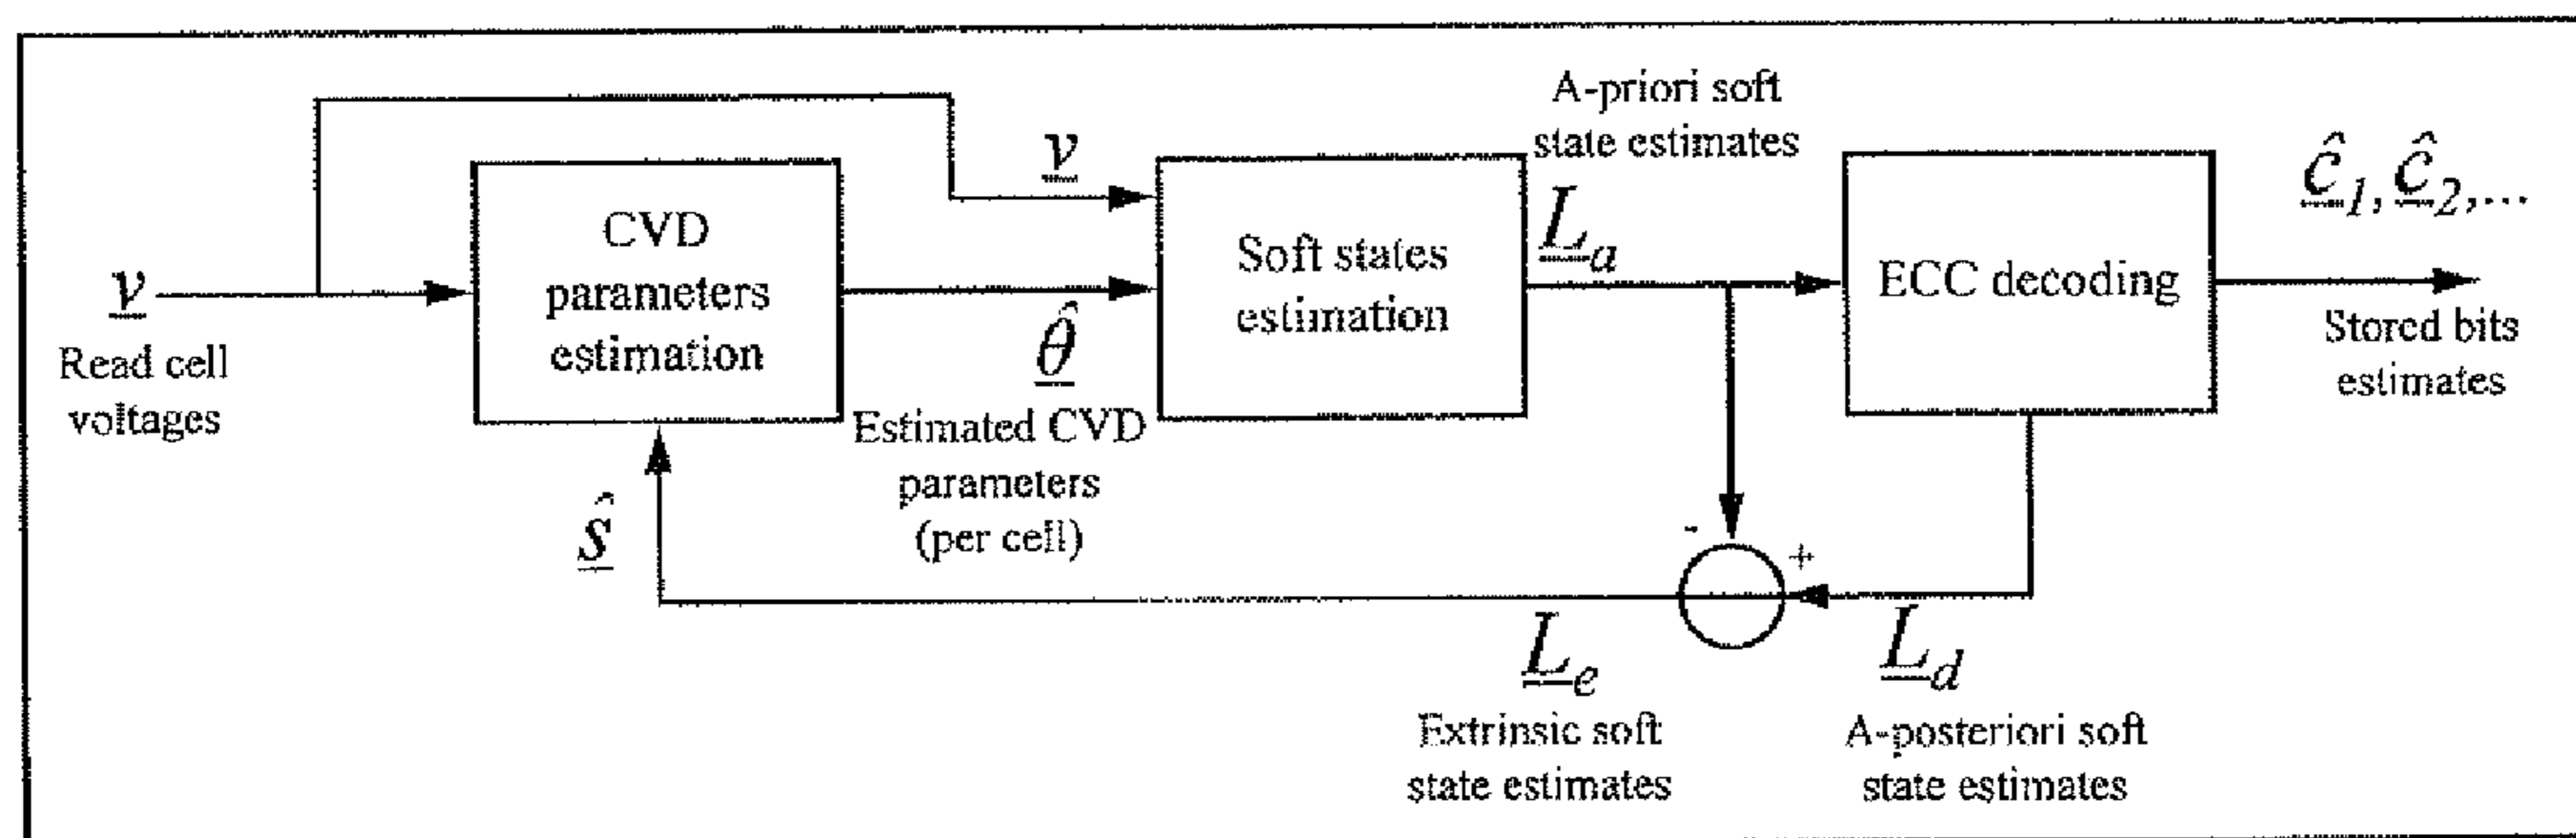 v
Read cell
voltages
CVD
parameters
estimation
v
θ̂
Estimated CVD
parameters
(per cell)
ŝ
Soft states
estimation
A-priori soft
state estimates
L_a
ECC decoding
ĉ_1, ĉ_2,...
Stored bits
estimates
-
+
L_e
Extrinsic soft
state estimates
L_d
A-posteriori soft
state estimates